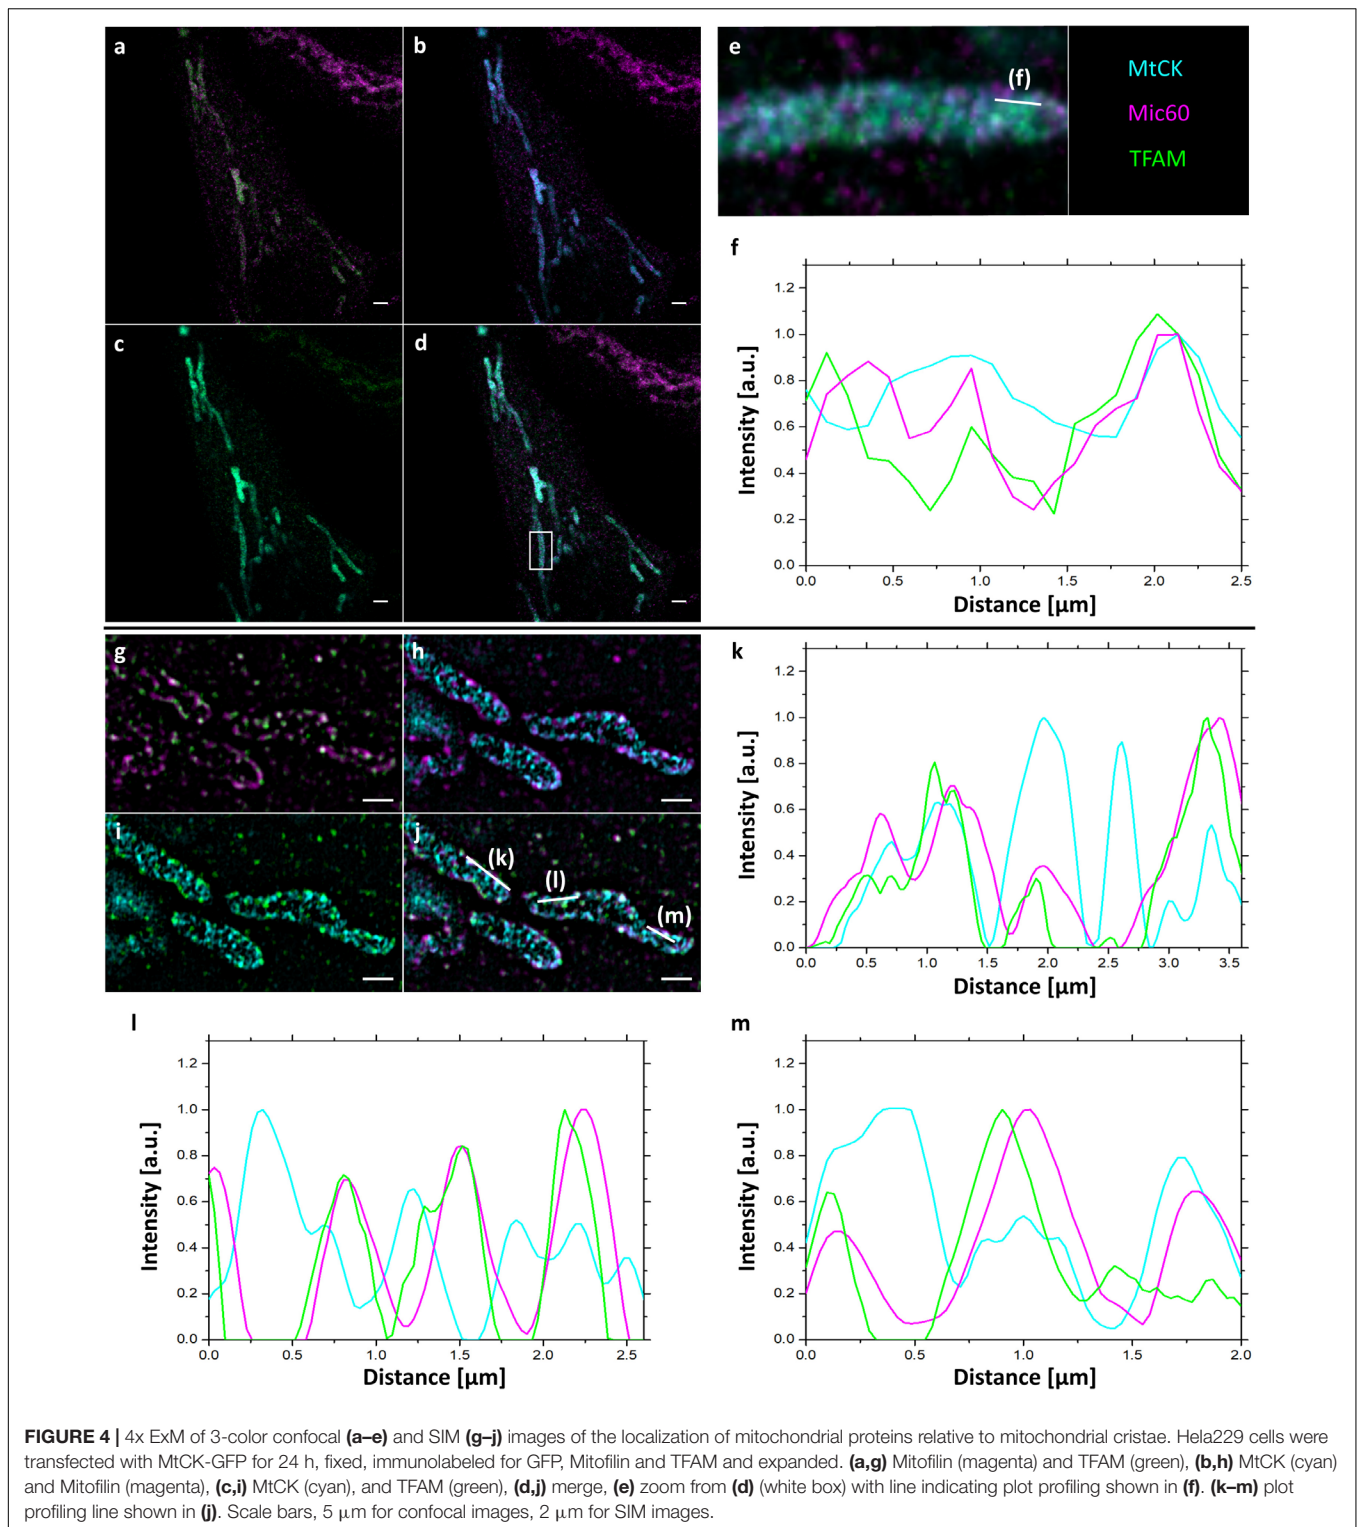 a
b
e
(f)
MtCK
Mic60
TFAM
c
d
f
1.2
1.0
0.8
0.6
0.4
0.2
0.0
Intensity [a.u.]
0.0 0.5 1.0 1.5 2.0 2.5
Distance [µm]
g
h
i
j
(k)
(l)
(m)
k
1.2
1.0
0.8
0.6
0.4
0.2
0.0
Intensity [a.u.]
0.0 0.5 1.0 1.5 2.0 2.5 3.0 3.5
Distance [µm]
l
1.2
1.0
0.8
0.6
0.4
0.2
0.0
Intensity [a.u.]
0.0 0.5 1.0 1.5 2.0 2.5
Distance [µm]
m
1.2
1.0
0.8
0.6
0.4
0.2
0.0
Intensity [a.u.]
0.0 0.5 1.0 1.5 2.0
Distance [µm]
FIGURE 4 | 4x ExM of 3-color confocal (a–e) and SIM (g–j) images of the localization of mitochondrial proteins relative to mitochondrial cristae. Hela229 cells were
transfected with MtCK-GFP for 24 h, fixed, immunolabeled for GFP, Mitofilin and TFAM and expanded. (a,g) Mitofilin (magenta) and TFAM (green), (b,h) MtCK (cyan)
and Mitofilin (magenta), (c,i) MtCK (cyan), and TFAM (green), (d,j) merge, (e) zoom from (d) (white box) with line indicating plot profiling shown in (f). (k–m) plot
profiling line shown in (j). Scale bars, 5 µm for confocal images, 2 µm for SIM images.